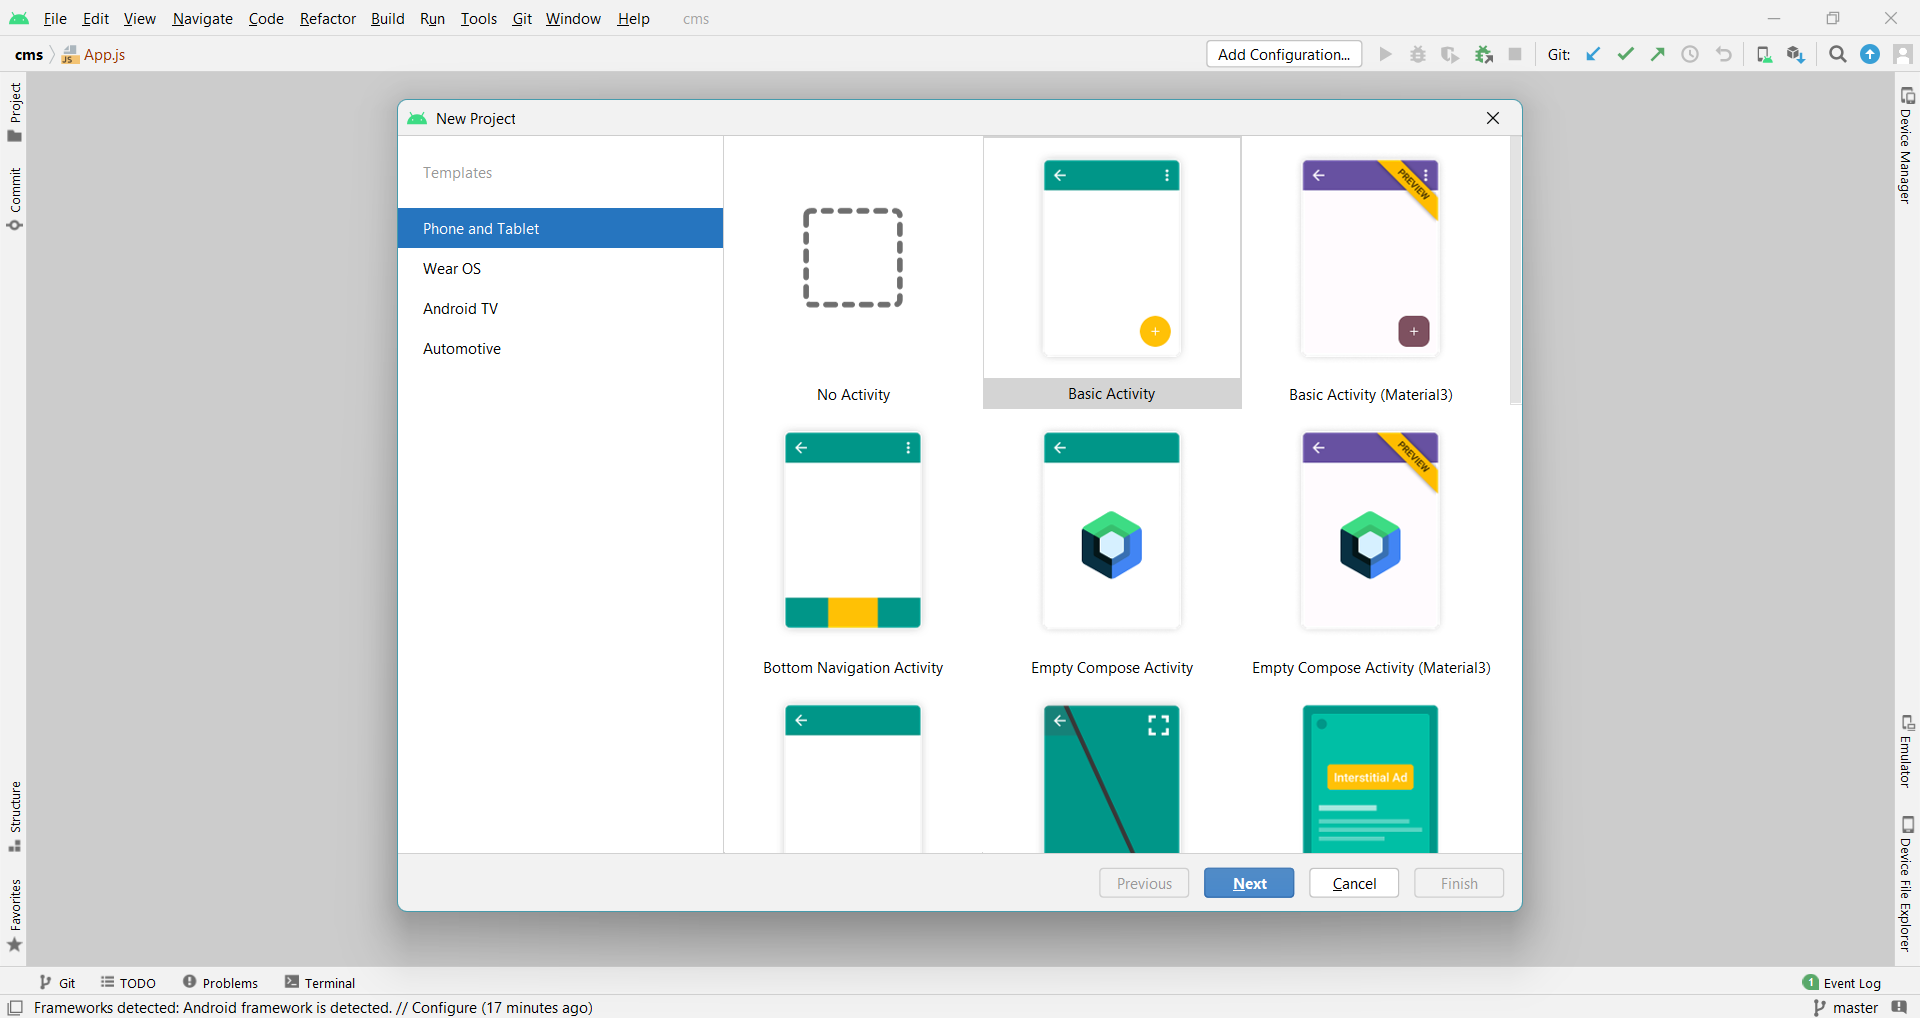 File Edit View Navigate Code Refactor Build Run Tools Git Window Help cms
cms App.js Add Configuration... Git:
Project
Commit
Structure
Favorites
New Project
Templates
Phone and Tablet
Wear OS
Android TV
Automotive
PREVIEW
No Activity Basic Activity Basic Activity (Material3)
PREVIEW
Bottom Navigation Activity Empty Compose Activity Empty Compose Activity (Material3)
Interstitial Ad
Previous Next Cancel Finish
Device Manager
Emulator
Device File Explorer
Git TODO Problems Terminal 1 Event Log
Frameworks detected: Android framework is detected. // Configure (17 minutes ago) master